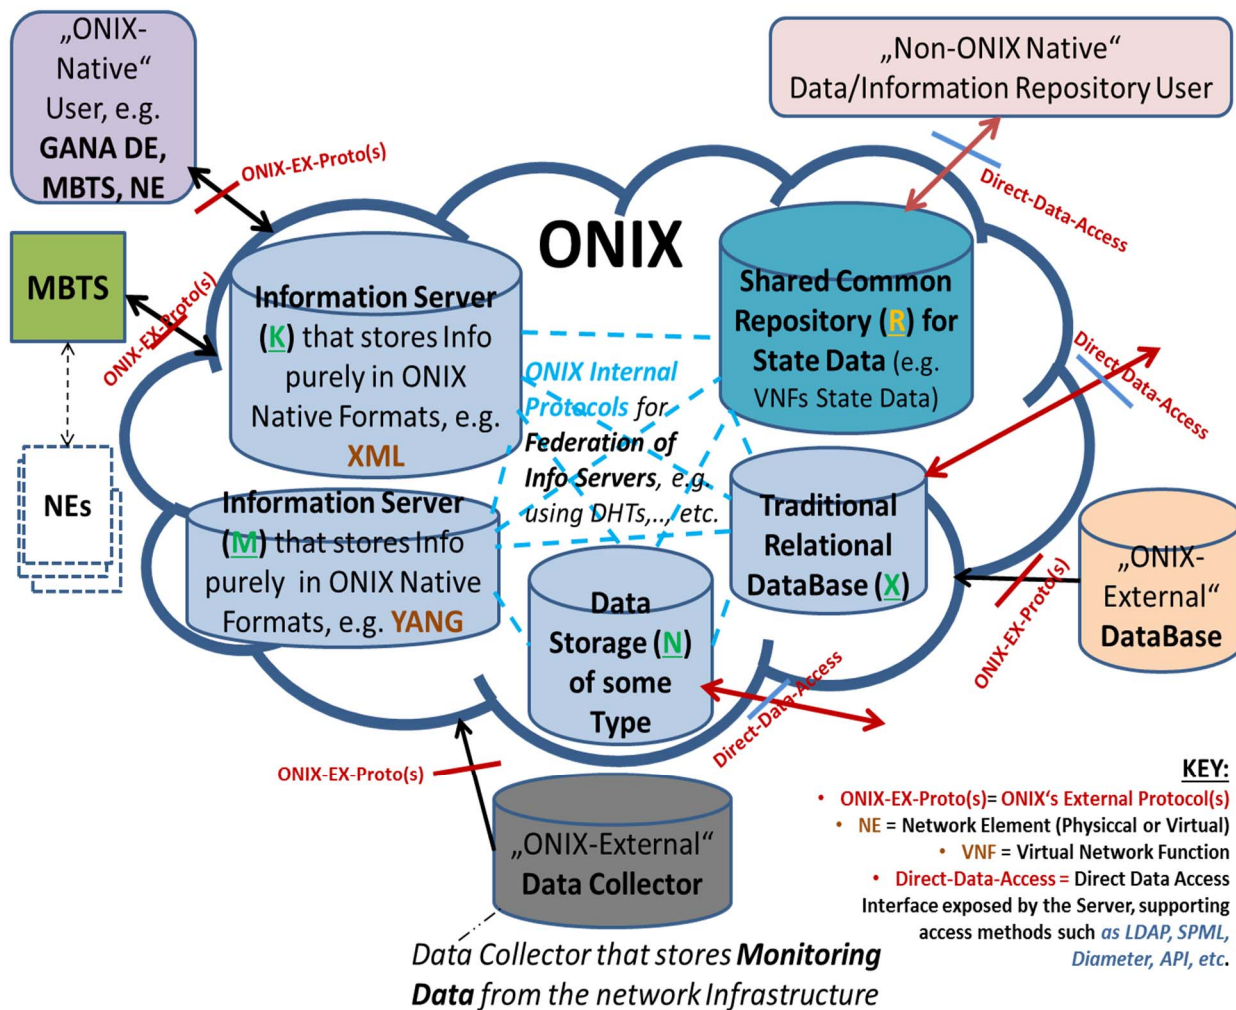 „ONIX-
Native“
User, e.g.
GANA DE,
MBTS, NE
„Non-ONIX Native“
Data/Information Repository User
ONIX-EX-Proto(s)
Direct-Data-Access
ONIX
MBTS
ONIX-EX-Proto(s)
Information Server
(K) that stores Info
purely in ONIX
Native Formats, e.g.
XML
Shared Common
Repository (R) for
State Data (e.g.
VNFs State Data)
Direct-Data-Access
ONIX Internal
Protocols for
Federation of
Info Servers, e.g.
using DHTs,.., etc.
NEs
Information Server
(M) that stores Info
purely in ONIX Native
Formats, e.g. YANG
Traditional
Relational
DataBase (X)
„ONIX-
External“
DataBase
ONIX-EX-Proto(s)
Data
Storage (N)
of some
Type
Direct-Data-Access
ONIX-EX-Proto(s)
„ONIX-External“
Data Collector
Data Collector that stores Monitoring
Data from the network Infrastructure
KEY:
• ONIX-EX-Proto(s)= ONIX‘s External Protocol(s)
• NE = Network Element (Physiccal or Virtual)
• VNF = Virtual Network Function
• Direct-Data-Access = Direct Data Access
Interface exposed by the Server, supporting
access methods such as LDAP, SPML,
Diameter, API, etc.